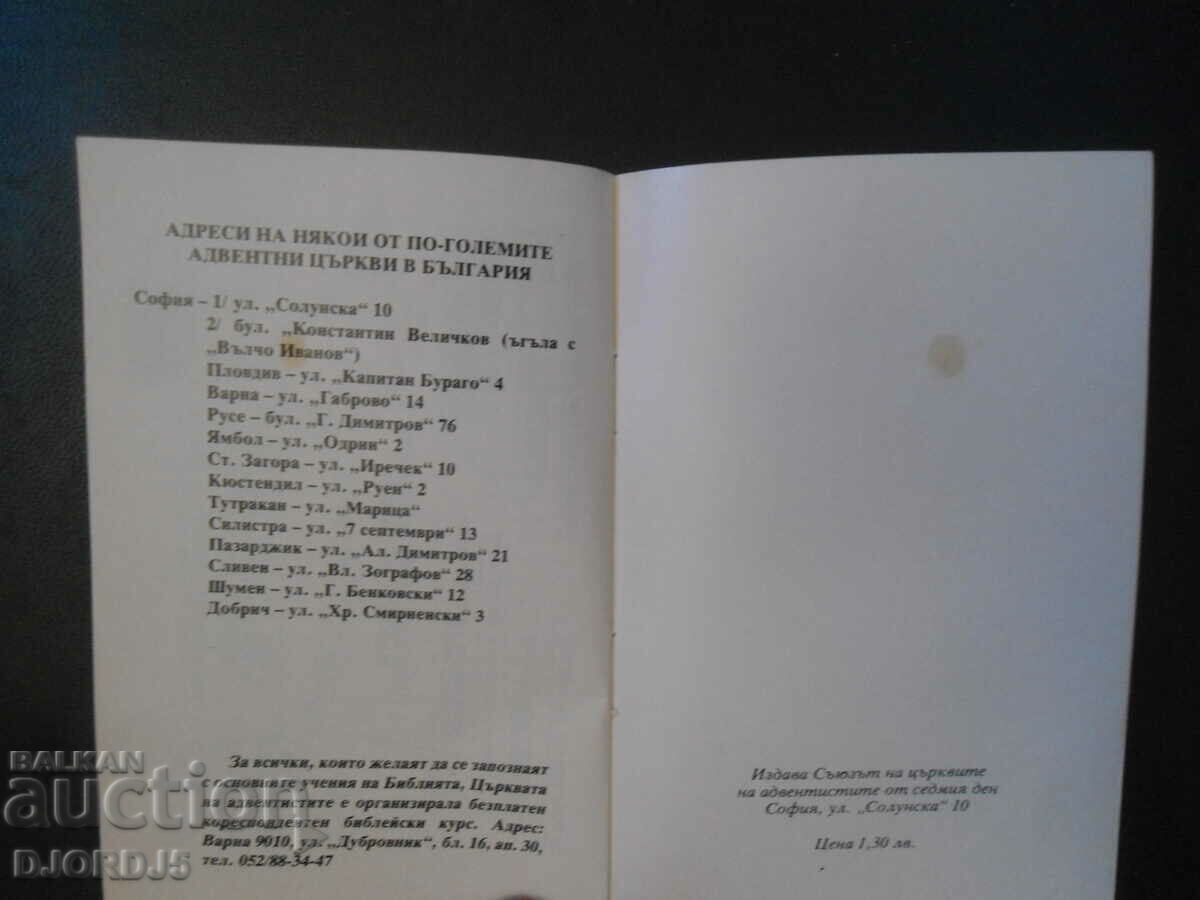 АДРЕСИ НА НЯКОИ ОТ ПО-ГОЛЕМИТЕ
АДВЕНТНИ ЦЪРКВИ В БЪЛГАРИЯ
София – 1/ ул. „Солунска“ 10
2/ бул. „Константин Величков (ъгъла с
„Вълчо Иванов“)
Пловдив – ул. „Капитан Бураго“ 4
Варна – ул. „Габрово“ 14
Русе – бул. „Г. Димитров“ 76
Ямбол – ул. „Одрин“ 2
Ст. Загора – ул. „Иречек“ 10
Кюстендил – ул. „Руен“ 2
Тутракан – ул. „Марица“
Силистра – ул. „7 септември“ 13
Пазарджик – ул. „Ал. Димитров“ 21
Сливен – ул. „Вл. Зографов“ 28
Шумен – ул. „Г. Бенковски“ 12
Добрич – ул. „Хр. Смирненски“ 3
За всички, които желаят да се запознаят
с основните учения на Библията, Църквата
на адвентистите е организирала безплатен
кореспондентен библейски курс. Адрес:
Варна 9010, ул. „Дубровник“, бл. 16, ап. 30,
тел. 052/88-34-47
Издава Съюзът на църквите
на адвентистите от седмия ден
София, ул. „Солунска“ 10
Цена 1,30 лв.
BALKAN
auction
DJORDJ5